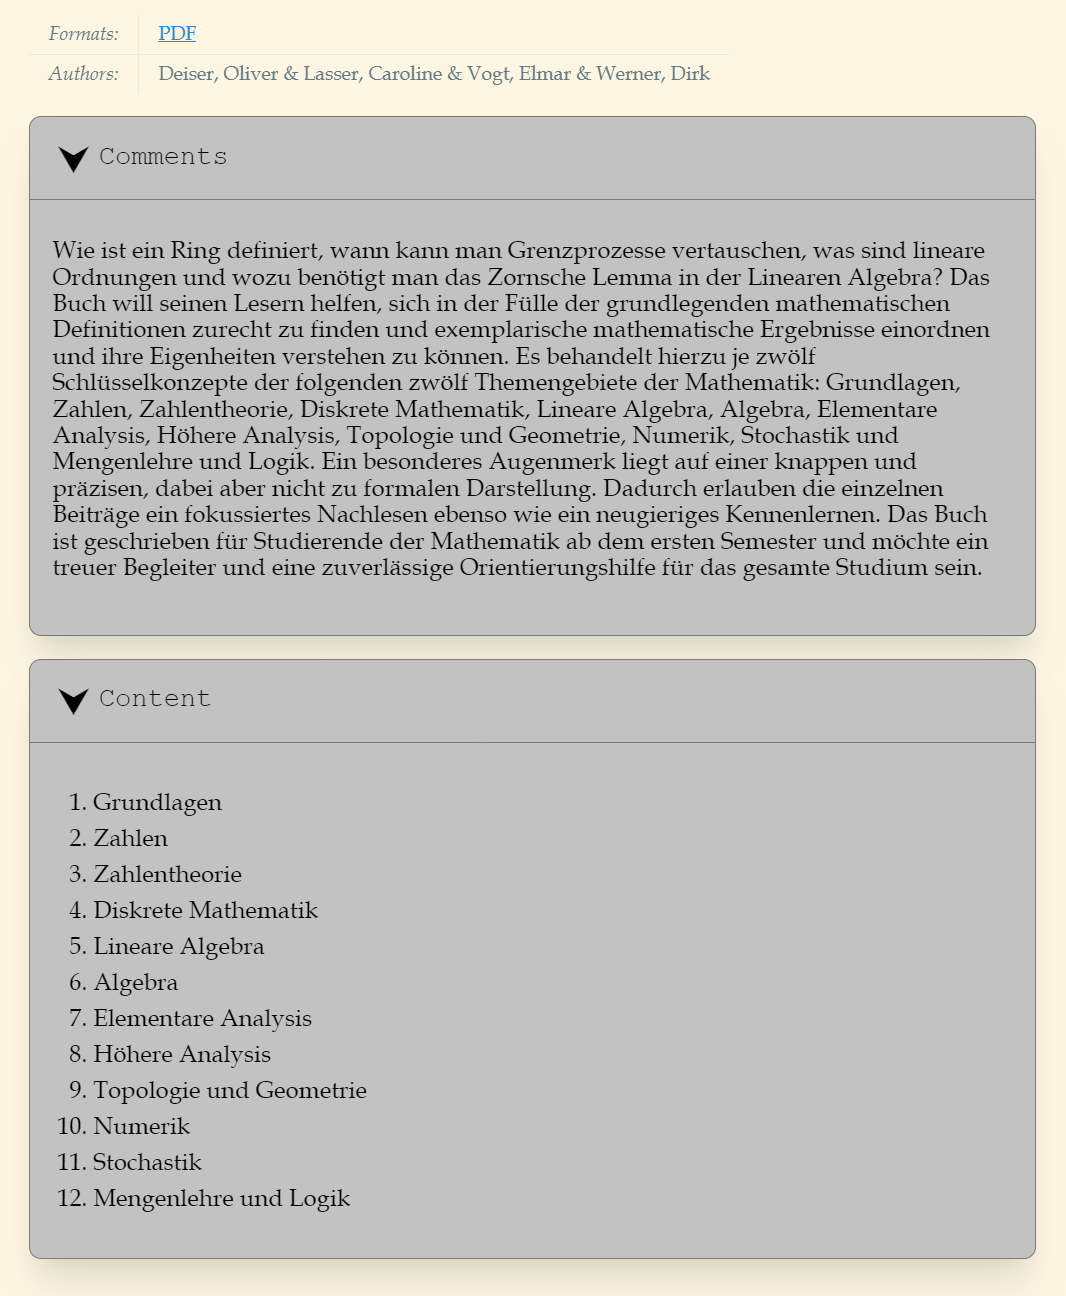 Formats: PDF
Authors: Deiser, Oliver & Lasser, Caroline & Vogt, Elmar & Werner, Dirk
Comments
Wie ist ein Ring definiert, wann kann man Grenzprozesse vertauschen, was sind lineare
Ordnungen und wozu benötigt man das Zornsche Lemma in der Linearen Algebra? Das
Buch will seinen Lesern helfen, sich in der Fülle der grundlegenden mathematischen
Definitionen zurecht zu finden und exemplarische mathematische Ergebnisse einordnen
und ihre Eigenheiten verstehen zu können. Es behandelt hierzu je zwölf
Schlüsselkonzepte der folgenden zwölf Themengebiete der Mathematik: Grundlagen,
Zahlen, Zahlentheorie, Diskrete Mathematik, Lineare Algebra, Algebra, Elementare
Analysis, Höhere Analysis, Topologie und Geometrie, Numerik, Stochastik und
Mengenlehre und Logik. Ein besonderes Augenmerk liegt auf einer knappen und
präzisen, dabei aber nicht zu formalen Darstellung. Dadurch erlauben die einzelnen
Beiträge ein fokussiertes Nachlesen ebenso wie ein neugieriges Kennenlernen. Das Buch
ist geschrieben für Studierende der Mathematik ab dem ersten Semester und möchte ein
treuer Begleiter und eine zuverlässige Orientierungshilfe für das gesamte Studium sein.
Content
1. Grundlagen
2. Zahlen
3. Zahlentheorie
4. Diskrete Mathematik
5. Lineare Algebra
6. Algebra
7. Elementare Analysis
8. Höhere Analysis
9. Topologie und Geometrie
10. Numerik
11. Stochastik
12. Mengenlehre und Logik